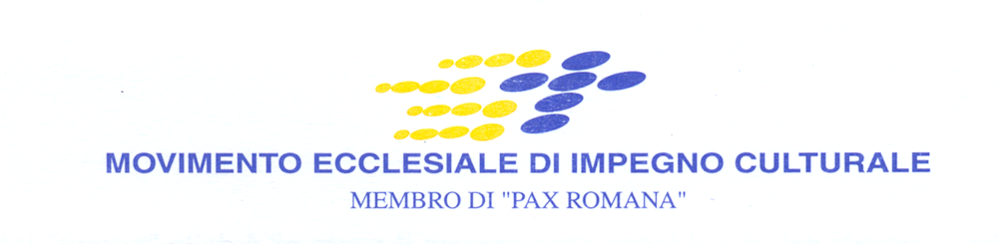 MOVIMENTO ECCLESIALE DI IMPEGNO CULTURALE
MEMBRO DI "PAX ROMANA"